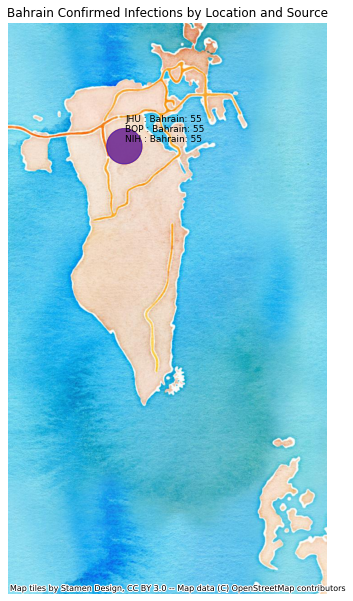 Bahrain Confirmed Infections by Location and Source
JHU : Bahrain: 55
BOP : Bahrain: 55
NIH : Bahrain: 55
Map tiles by Stamen Design, CC BY 3.0 -- Map data (C) OpenStreetMap contributors